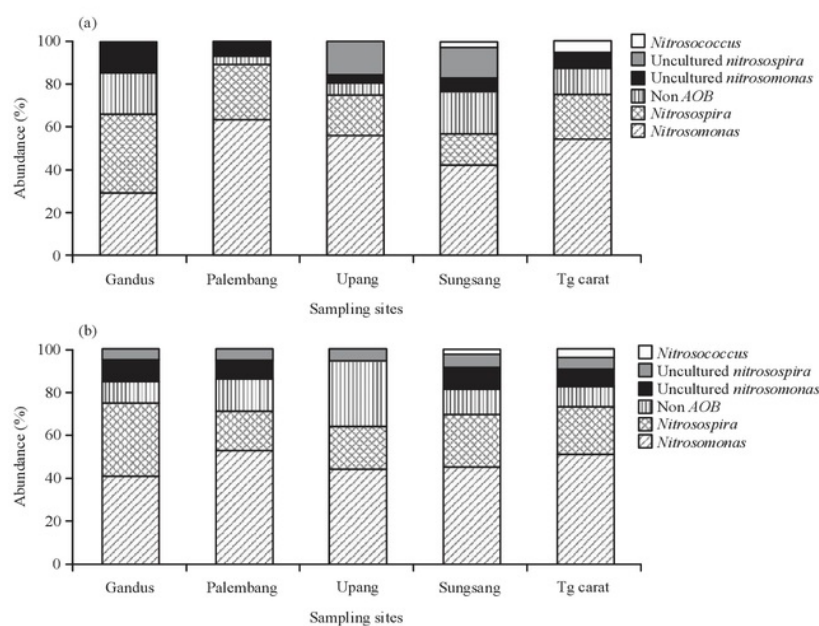 (a)
100
80
60
40
20
0
Abundance (%)
Gandus Palembang Upang Sungsang Tg carat
Sampling sites
Nitrosococcus
Uncultured nitrosospira
Uncultured nitrosomonas
Non AOB
Nitrosospira
Nitrosomonas
(b)
100
80
60
40
20
0
Abundance (%)
Gandus Palembang Upang Sungsang Tg carat
Sampling sites
Nitrosococcus
Uncultured nitrosospira
Uncultured nitrosomonas
Non AOB
Nitrosospira
Nitrosomonas